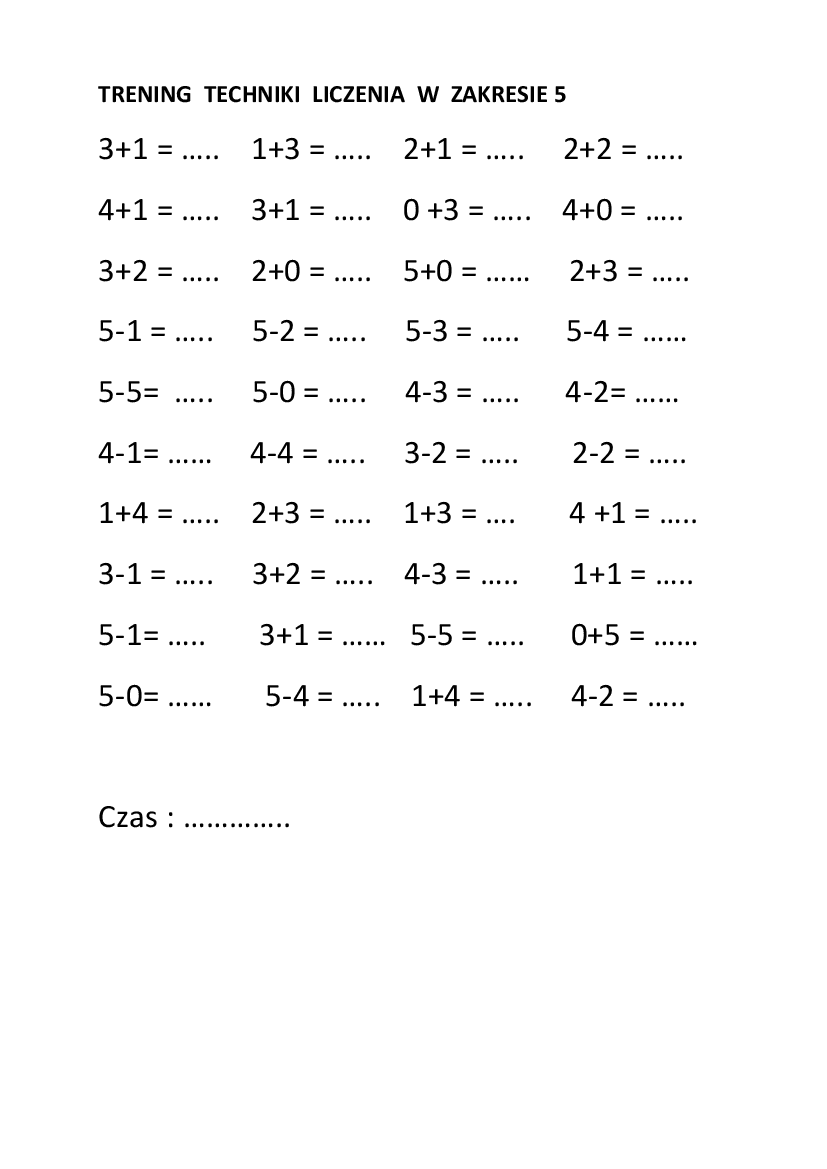 TRENING TECHNIKI LICZENIA W ZAKRESIE 5
3+1 = ….. 1+3 = ….. 2+1 = ….. 2+2 = …..
4+1 = ….. 3+1 = ….. 0 +3 = ….. 4+0 = …..
3+2 = ….. 2+0 = ….. 5+0 = …… 2+3 = …..
5-1 = ….. 5-2 = ….. 5-3 = ….. 5-4 = ……
5-5= ….. 5-0 = ….. 4-3 = ….. 4-2= ……
4-1= …… 4-4 = ….. 3-2 = ….. 2-2 = …..
1+4 = ….. 2+3 = ….. 1+3 = …. 4 +1 = …..
3-1 = ….. 3+2 = ….. 4-3 = ….. 1+1 = …..
5-1= ….. 3+1 = …… 5-5 = ….. 0+5 = ……
5-0= …… 5-4 = ….. 1+4 = ….. 4-2 = …..
Czas : …………..